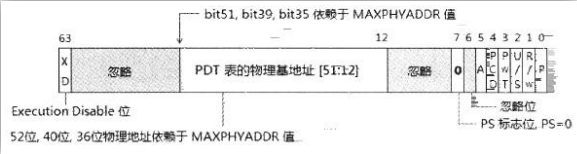 bit51, bit39, bit35 依赖于 MAXPHYADDR 值
63 12 7 6 5 4 3 2 1 0
X D 忽略 PDT 表的物理基地址 [51:12] 忽略 0 A PCD PWT U/S R/W P
Execution Disable 位
忽略位
PS 标志位, PS=0
52位, 40位, 36位物理地址依赖于 MAXPHYADDR 值